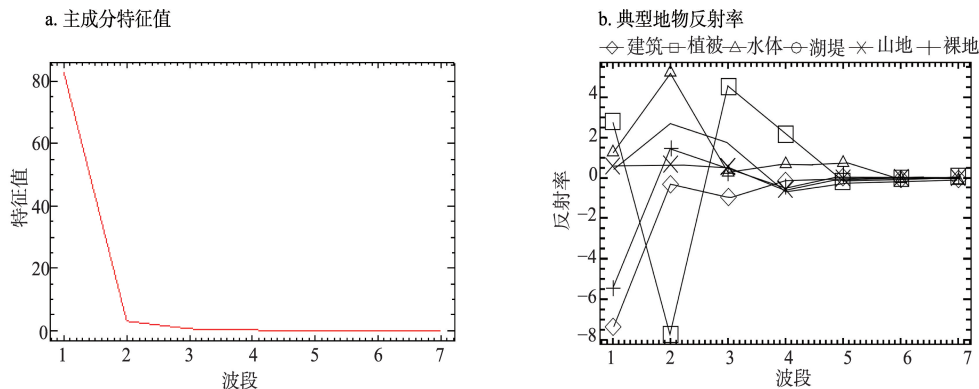 a. 主成分特征值
80
60
40
20
0
1 2 3 4 5 6 7
特征值
波段
b. 典型地物反射率
建筑 植被 水体 湖堤 山地 裸地
4
2
0
−2
−4
−6
−8
1 2 3 4 5 6 7
反射率
波段